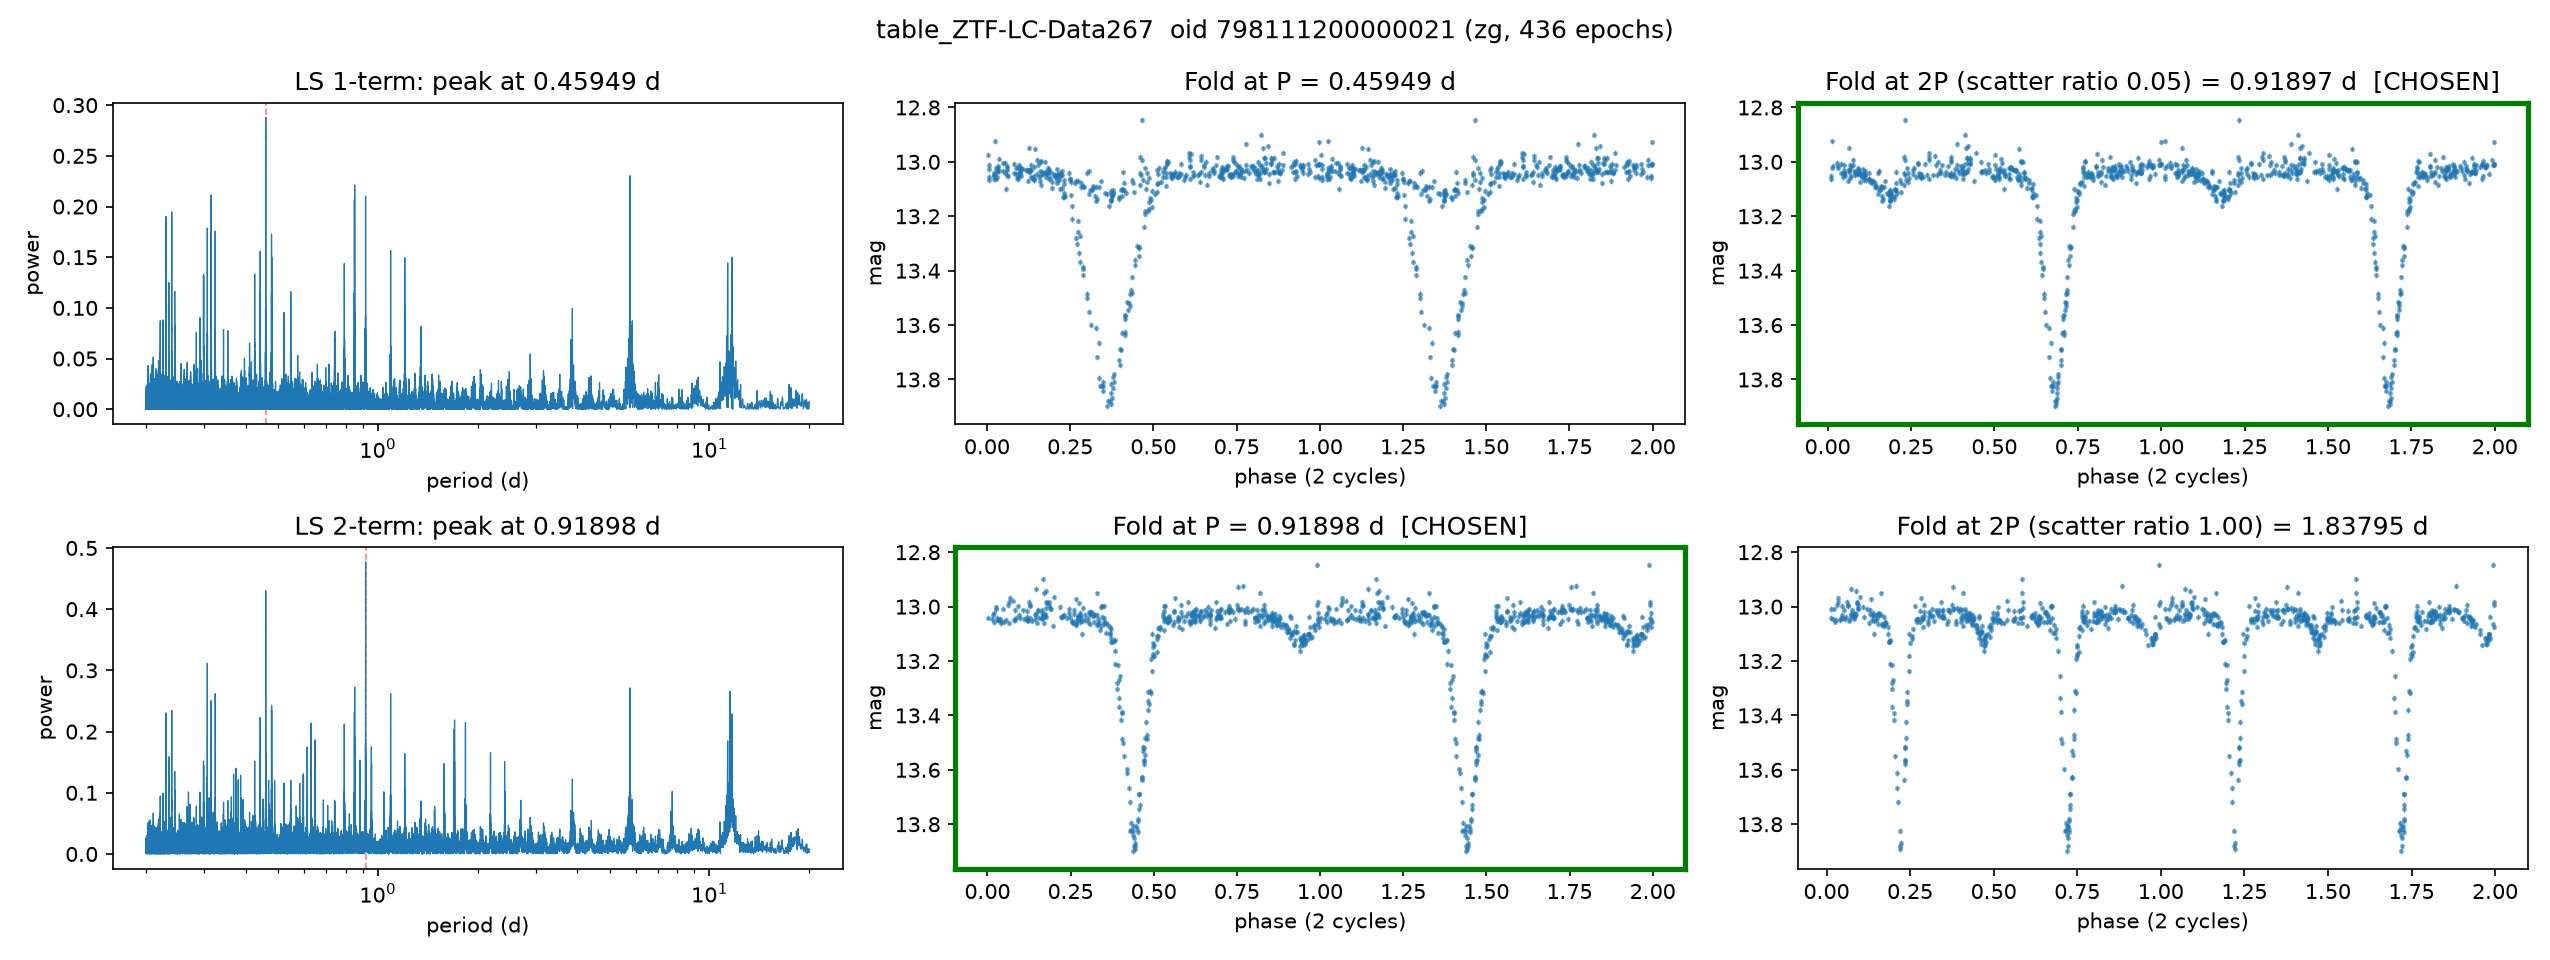 table_ZTF-LC-Data267 oid 798111200000021 (zg, 436 epochs)
LS 1-term: peak at 0.45949 d
0.30
0.25
0.20
0.15
0.10
0.05
0.00
power
10^0
10^1
period (d)
Fold at P = 0.45949 d
12.8
13.0
13.2
13.4
13.6
13.8
mag
0.00 0.25 0.50 0.75 1.00 1.25 1.50 1.75 2.00
phase (2 cycles)
Fold at 2P (scatter ratio 0.05) = 0.91897 d [CHOSEN]
12.8
13.0
13.2
13.4
13.6
13.8
mag
0.00 0.25 0.50 0.75 1.00 1.25 1.50 1.75 2.00
phase (2 cycles)
LS 2-term: peak at 0.91898 d
0.5
0.4
0.3
0.2
0.1
0.0
power
10^0
10^1
period (d)
Fold at P = 0.91898 d [CHOSEN]
12.8
13.0
13.2
13.4
13.6
13.8
mag
0.00 0.25 0.50 0.75 1.00 1.25 1.50 1.75 2.00
phase (2 cycles)
Fold at 2P (scatter ratio 1.00) = 1.83795 d
12.8
13.0
13.2
13.4
13.6
13.8
mag
0.00 0.25 0.50 0.75 1.00 1.25 1.50 1.75 2.00
phase (2 cycles)